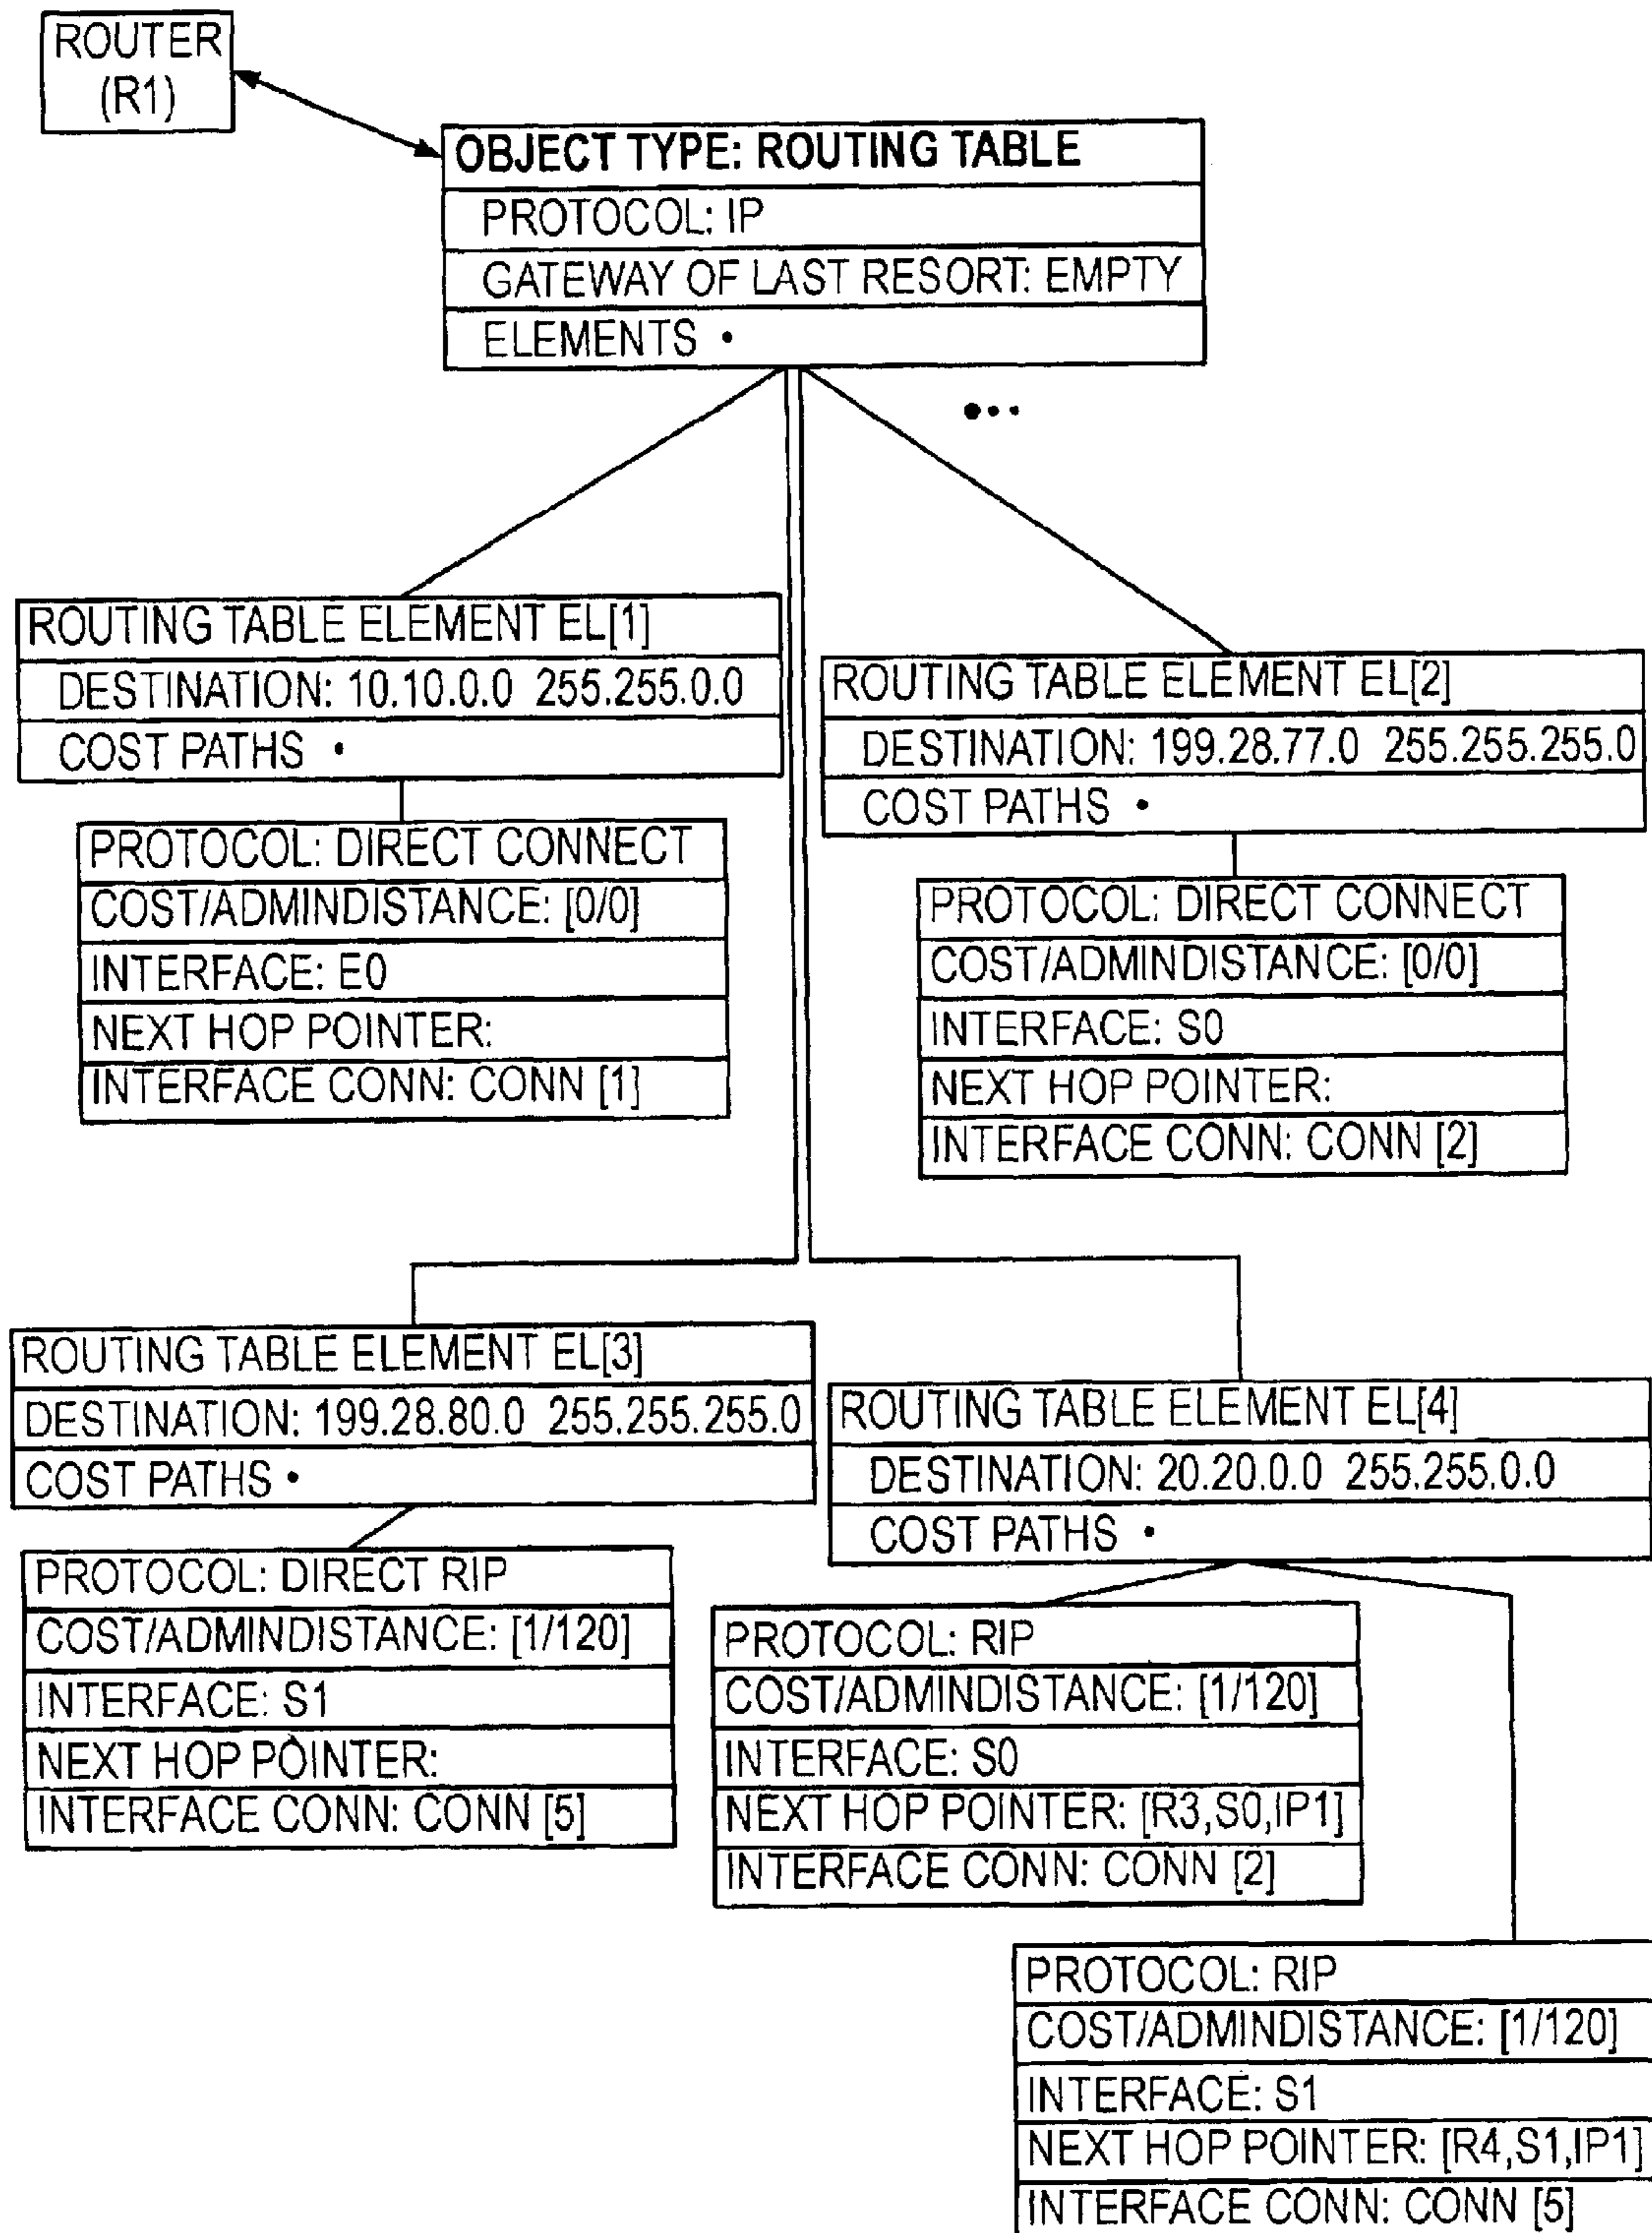 ROUTER
(R1)
OBJECT TYPE: ROUTING TABLE
PROTOCOL: IP
GATEWAY OF LAST RESORT: EMPTY
ELEMENTS •
•••
ROUTING TABLE ELEMENT EL[1]
DESTINATION: 10.10.0.0 255.255.0.0
COST PATHS •
PROTOCOL: DIRECT CONNECT
COST/ADMINDISTANCE: [0/0]
INTERFACE: E0
NEXT HOP POINTER:
INTERFACE CONN: CONN [1]
ROUTING TABLE ELEMENT EL[2]
DESTINATION: 199.28.77.0 255.255.255.0
COST PATHS •
PROTOCOL: DIRECT CONNECT
COST/ADMINDISTANCE: [0/0]
INTERFACE: S0
NEXT HOP POINTER:
INTERFACE CONN: CONN [2]
ROUTING TABLE ELEMENT EL[3]
DESTINATION: 199.28.80.0 255.255.255.0
COST PATHS •
PROTOCOL: DIRECT RIP
COST/ADMINDISTANCE: [1/120]
INTERFACE: S1
NEXT HOP POINTER:
INTERFACE CONN: CONN [5]
ROUTING TABLE ELEMENT EL[4]
DESTINATION: 20.20.0.0 255.255.0.0
COST PATHS •
PROTOCOL: RIP
COST/ADMINDISTANCE: [1/120]
INTERFACE: S0
NEXT HOP POINTER: [R3,S0,IP1]
INTERFACE CONN: CONN [2]
PROTOCOL: RIP
COST/ADMINDISTANCE: [1/120]
INTERFACE: S1
NEXT HOP POINTER: [R4,S1,IP1]
INTERFACE CONN: CONN [5]